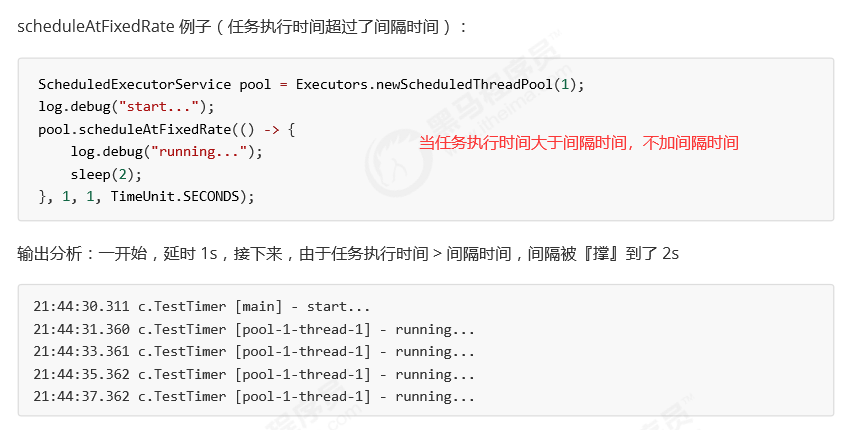 scheduleAtFixedRate 例子（任务执行时间超过了间隔时间）：
ScheduledExecutorService pool = Executors.newScheduledThreadPool(1);
log.debug("start...");
pool.scheduleAtFixedRate(() -> {
log.debug("running...");
当任务执行时间大于间隔时间，不加间隔时间
sleep(2);
}, 1, 1, TimeUnit.SECONDS);
输出分析：一开始，延时 1s，接下来，由于任务执行时间 > 间隔时间，间隔被『撑』到了 2s
21:44:30.311 c.TestTimer [main] - start...
21:44:31.360 c.TestTimer [pool-1-thread-1] - running...
21:44:33.361 c.TestTimer [pool-1-thread-1] - running...
21:44:35.362 c.TestTimer [pool-1-thread-1] - running...
21:44:37.362 c.TestTimer [pool-1-thread-1] - running...